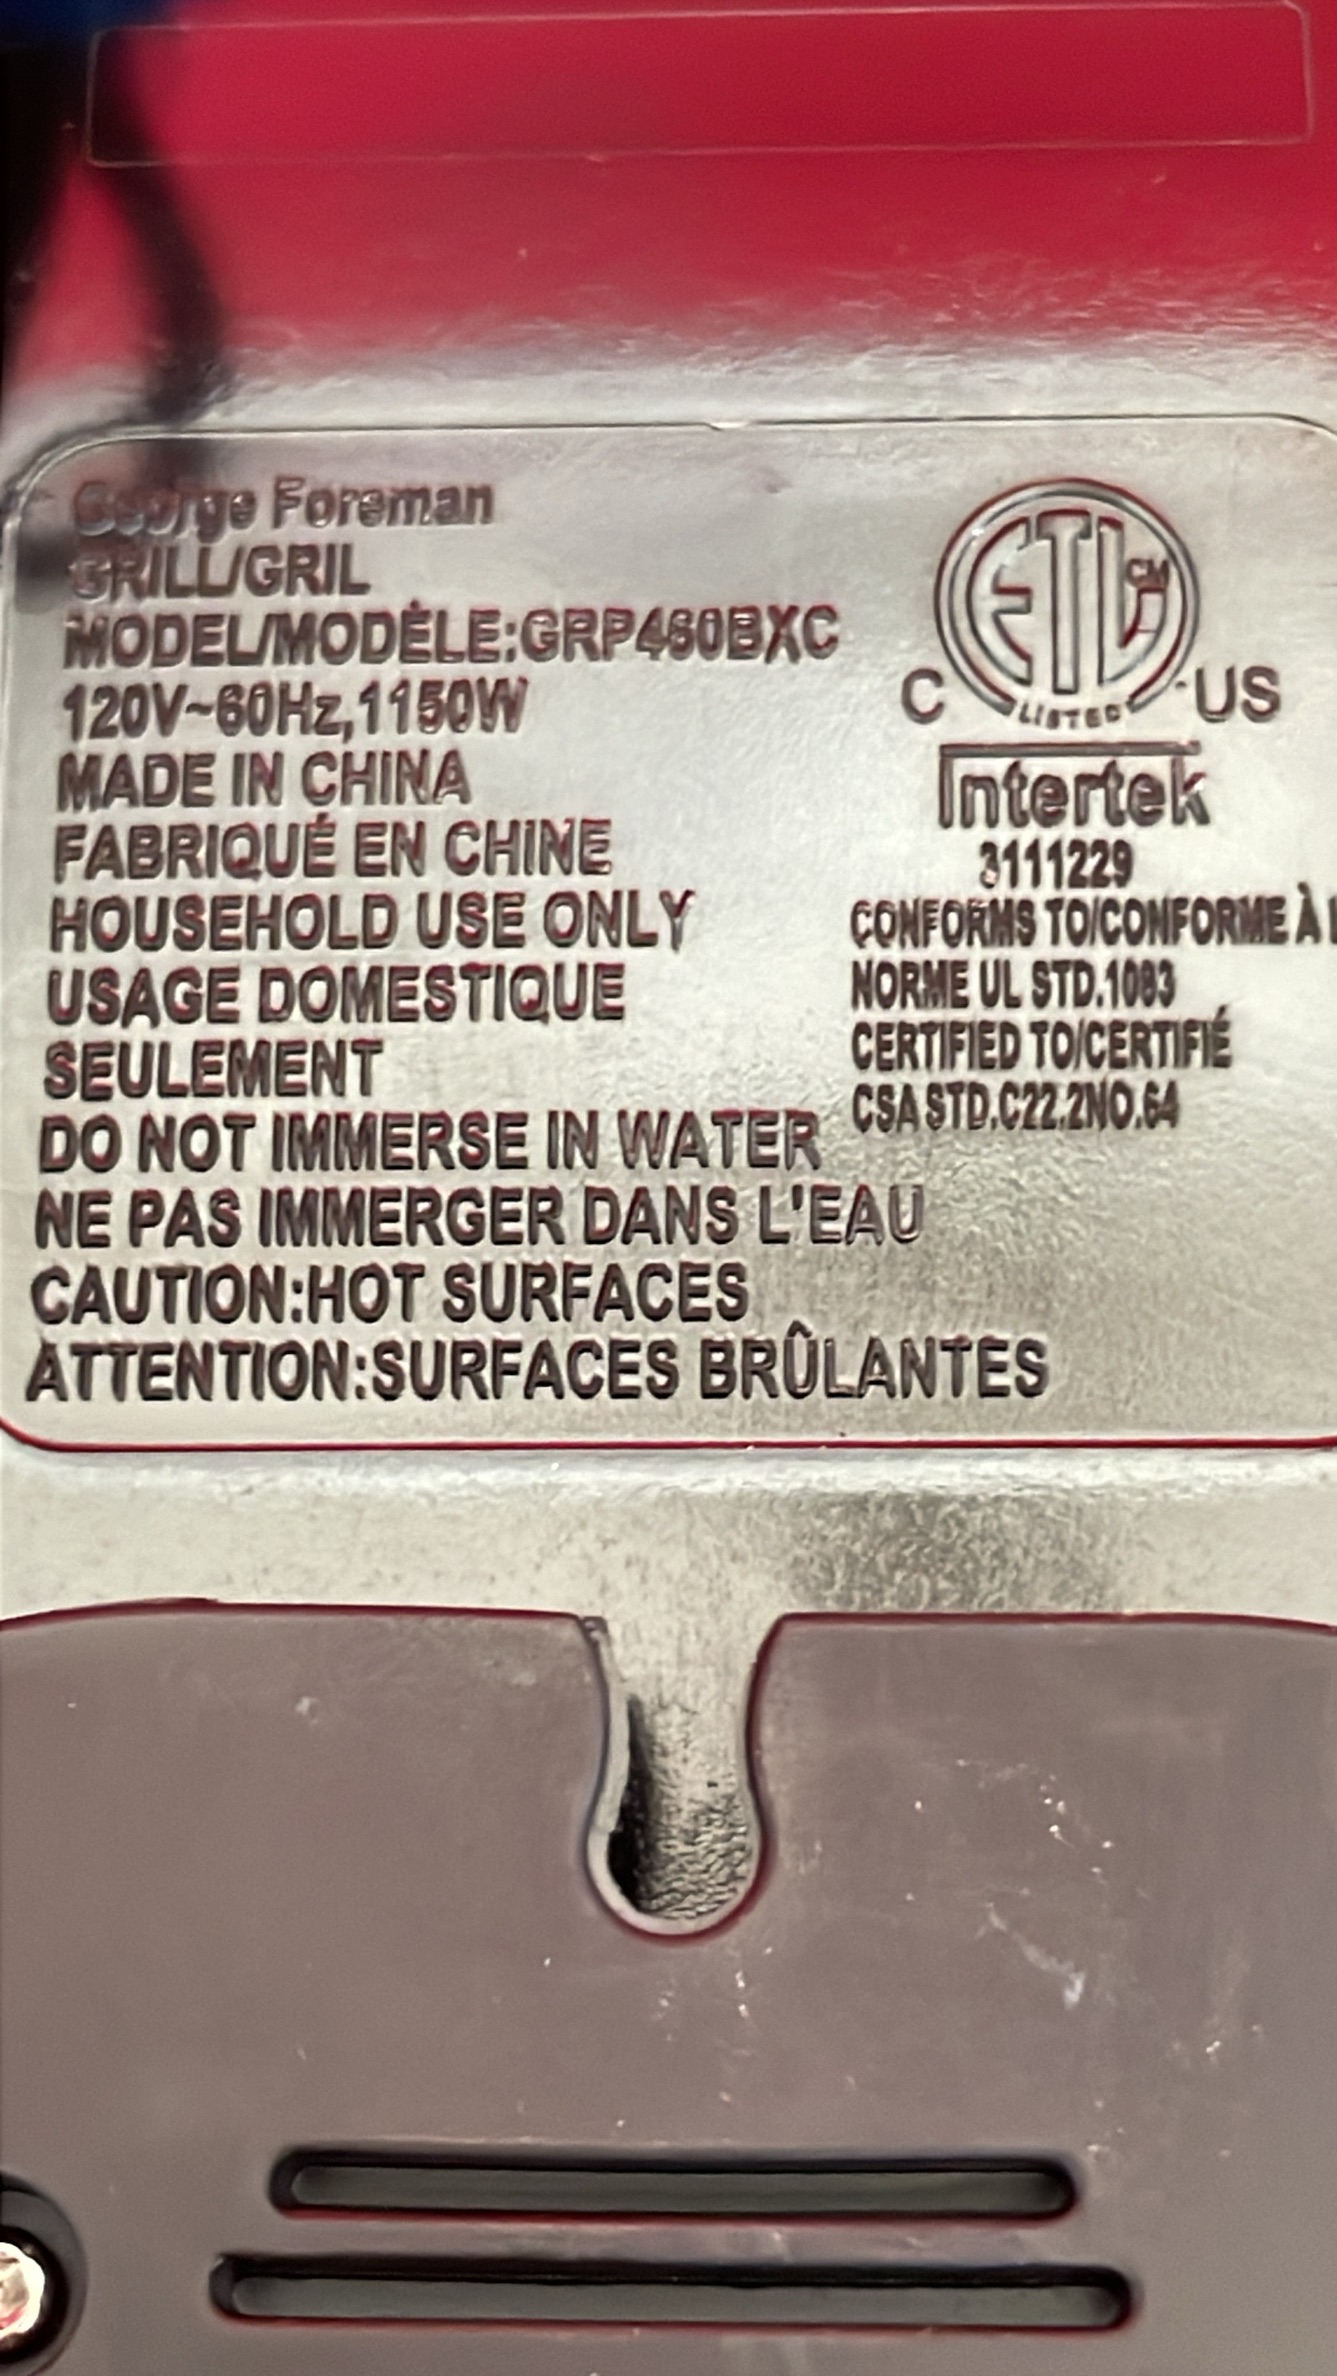 George Foreman
GRILL/GRIL
MODEL/MODÈLE:GRP460BXC
120V~60Hz,1150W
MADE IN CHINA
FABRIQUÉ EN CHINE
HOUSEHOLD USE ONLY
USAGE DOMESTIQUE
SEULEMENT
DO NOT IMMERSE IN WATER
NE PAS IMMERGER DANS L'EAU
CAUTION:HOT SURFACES
ATTENTION:SURFACES BRÛLANTES
ETL CM
LISTED
C US
Intertek
3111229
CONFORMS TO/CONFORME À
NORME UL STD.1083
CERTIFIED TO/CERTIFIÉ
CSA STD.C22.2NO.64